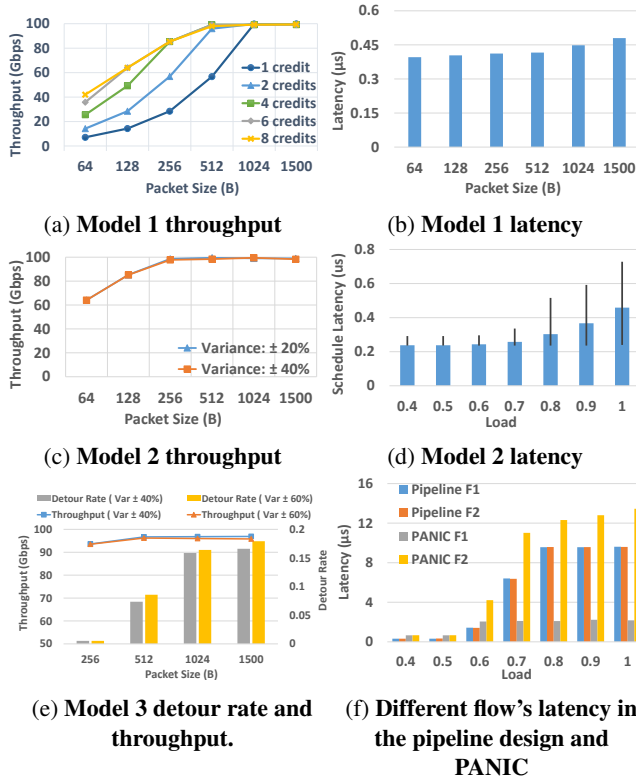 Throughput (Gbps)
100
80
60
40
20
0
1 credit
2 credits
4 credits
6 credits
8 credits
64 128 256 512 1024 1500
Packet Size (B)
(a) Model 1 throughput
Latency (µs)
0.6
0.45
0.3
0.15
0
64 128 256 512 1024 1500
Packet Size (B)
(b) Model 1 latency
Throughput (Gbps)
100
80
60
40
20
0
Variance: ± 20%
Variance: ± 40%
64 128 256 512 1024 1500
Packet Size (B)
(c) Model 2 throughput
Schedule Latency (µs)
0.8
0.6
0.4
0.2
0
0.4 0.5 0.6 0.7 0.8 0.9 1
Load
(d) Model 2 latency
Detour Rate ( Var ± 40%)
Detour Rate ( Var ± 60%)
Throughput ( Var ± 40%)
Throughput ( Var ± 60%)
Throughput (Gbps)
100
90
80
70
60
50
0.2
0.15
0.1
0.05
0
Detour Rate
256 512 1024 1500
Packet Size (B)
(e) Model 3 detour rate and
throughput.
Latency (µs)
16
12
8
4
0
Pipeline F1
Pipeline F2
PANIC F1
PANIC F2
0.4 0.5 0.6 0.7 0.8 0.9 1
Load
(f) Different flow's latency in
the pipeline design and
PANIC